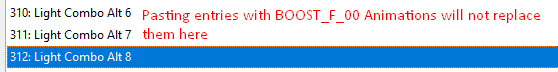 310: Light Combo Alt 6
Pasting entries with BOOST_F_00 Animations will not replace
them here
311: Light Combo Alt 7
312: Light Combo Alt 8